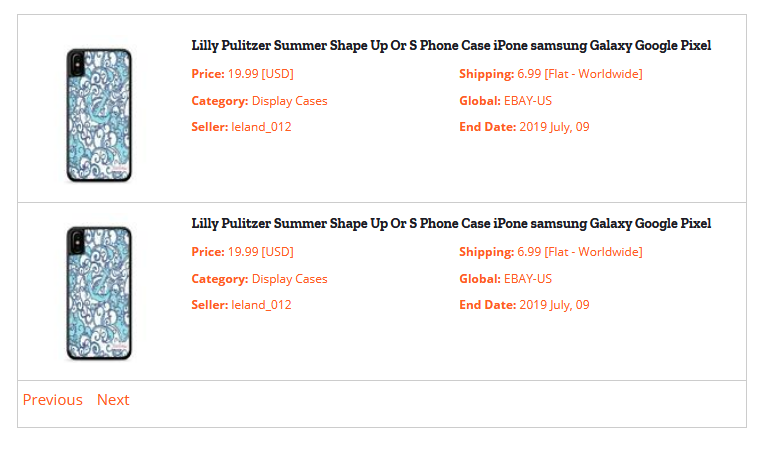 Lilly Pulitzer Summer Shape Up Or S Phone Case iPone samsung Galaxy Google Pixel
Price: 19.99 [USD] Shipping: 6.99 [Flat - Worldwide]
Category: Display Cases Global: EBAY-US
Seller: leland_012 End Date: 2019 July, 09
Lilly Pulitzer Summer Shape Up Or S Phone Case iPone samsung Galaxy Google Pixel
Price: 19.99 [USD] Shipping: 6.99 [Flat - Worldwide]
Category: Display Cases Global: EBAY-US
Seller: leland_012 End Date: 2019 July, 09
Previous Next